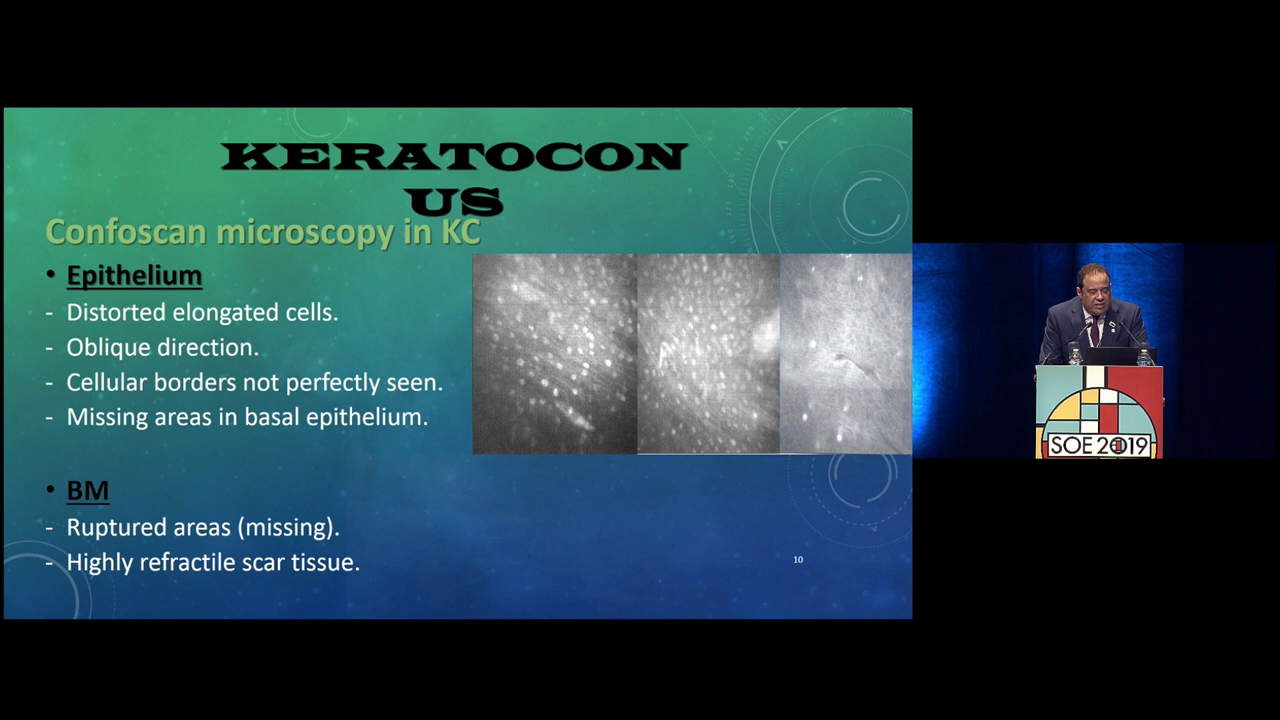 KERATOCON
US
Confoscan microscopy in KC
• Epithelium
- Distorted elongated cells.
- Oblique direction.
- Cellular borders not perfectly seen.
- Missing areas in basal epithelium.
• BM
- Ruptured areas (missing).
- Highly refractile scar tissue.
10
SOE 2019